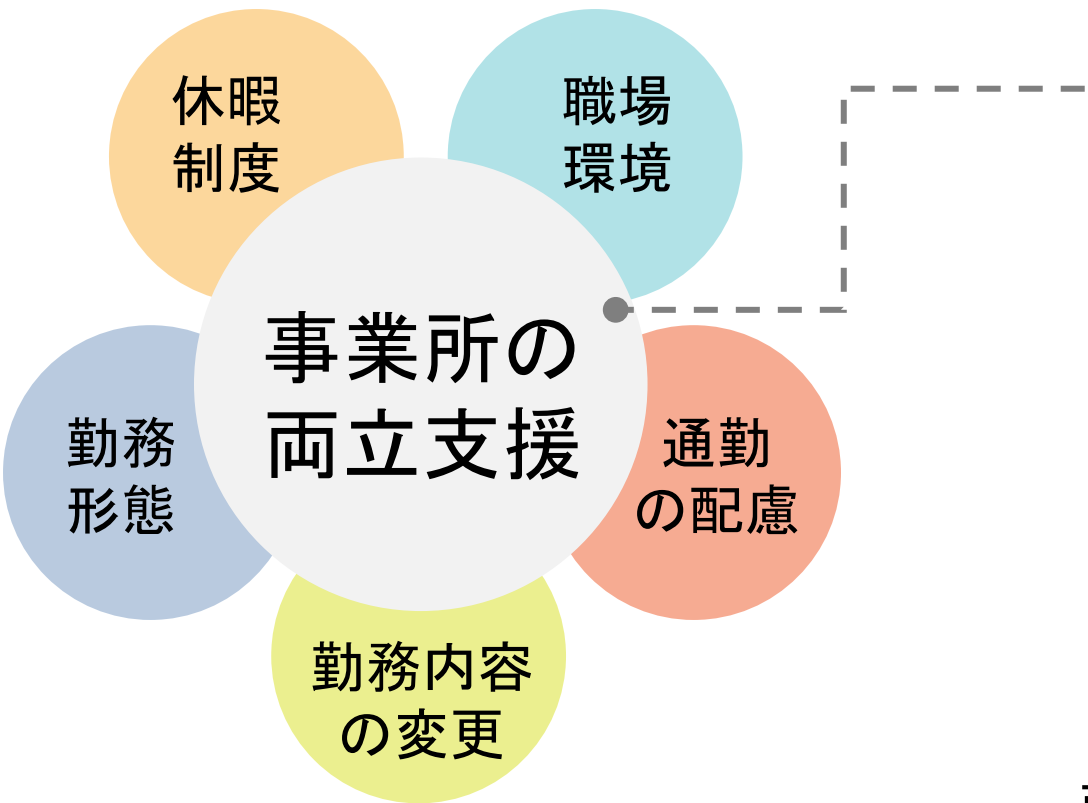 休暇
制度
職場
環境
事業所の
両立支援
勤務
形態
通勤
の配慮
勤務内容
の変更